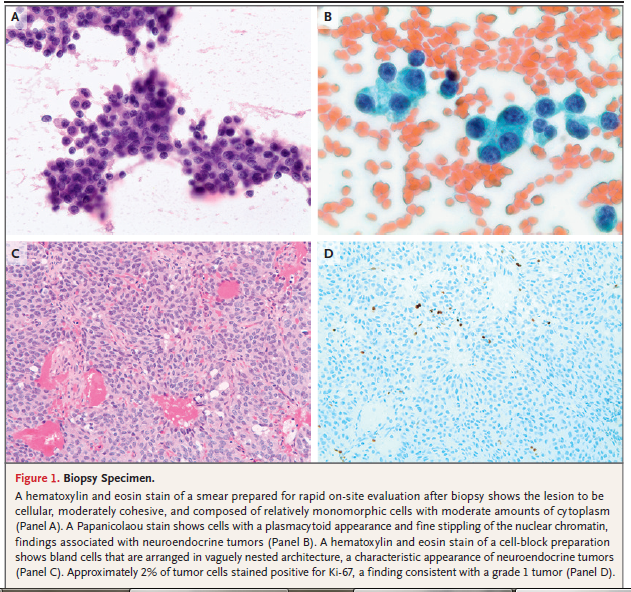 A
B
C
D
Figure 1. Biopsy Specimen.
A hematoxylin and eosin stain of a smear prepared for rapid on-site evaluation after biopsy shows the lesion to be
cellular, moderately cohesive, and composed of relatively monomorphic cells with moderate amounts of cytoplasm
(Panel A). A Papanicolaou stain shows cells with a plasmacytoid appearance and fine stippling of the nuclear chromatin,
findings associated with neuroendocrine tumors (Panel B). A hematoxylin and eosin stain of a cell-block preparation
shows bland cells that are arranged in vaguely nested architecture, a characteristic appearance of neuroendocrine tumors
(Panel C). Approximately 2% of tumor cells stained positive for Ki-67, a finding consistent with a grade 1 tumor (Panel D).